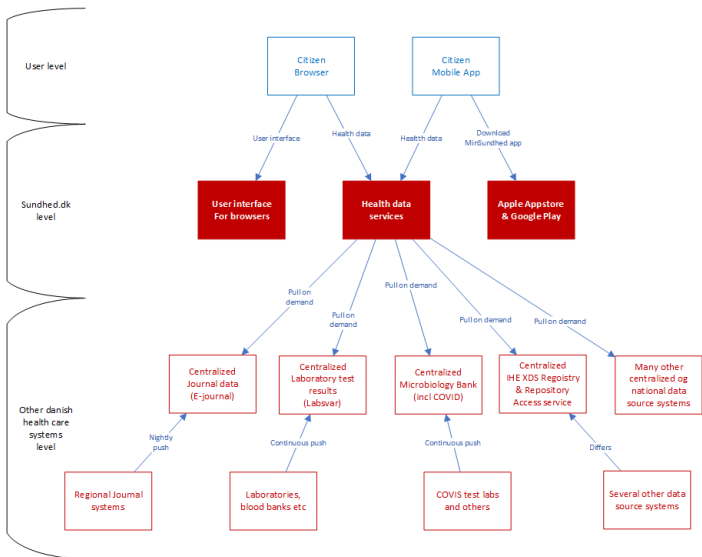 User level
Citizen
Browser
Citizen
Mobile App
User interface
Health data
Healtth data
Download
MinSundhed app
Sundhed.dk
level
User interface
For browsers
Health data
services
Apple Appstore
& Google Play
Pull on
demand
Pull on
demand
Pull on demand
Pull on demand
Pull on demand
Other danish
health care
systems
level
Centralized
Journal data
(E-journal)
Centralized
Laboratory test
results
(Labsvar)
Centralized
Microbiology Bank
(incl COVID)
Centralized
IHE XDS Regoistry
& Repository
Access service
Many other
centralized og
national data
source systems
Nightly
push
Continuous push
Continuous push
Differs
Regional Journal
systems
Laboratories,
blood banks etc
COVIS test labs
and others
Several other data
source systems